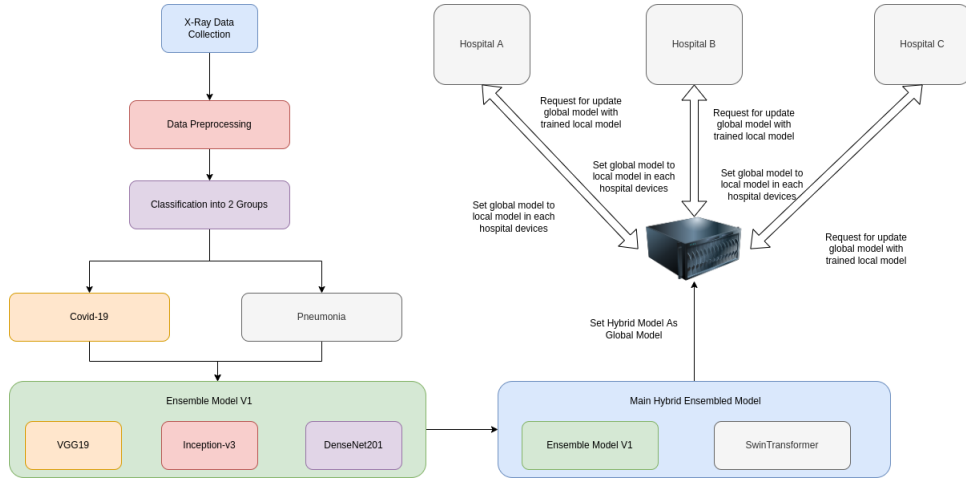 X-Ray Data
Collection
Data Preprocessing
Classification into 2 Groups
Covid-19
Pneumonia
Ensemble Model V1
VGG19
Inception-v3
DenseNet201
Hospital A
Hospital B
Hospital C
Request for update
global model with
trained local model
Request for update
global model with
trained local model
Set global model to
local model in each
hospital devices
Set global model to
local model in each
hospital devices
Set global model to
local model in each
hospital devices
Request for update
global model with
trained local model
Set Hybrid Model As
Global Model
Main Hybrid Ensembled Model
Ensemble Model V1
SwinTransformer